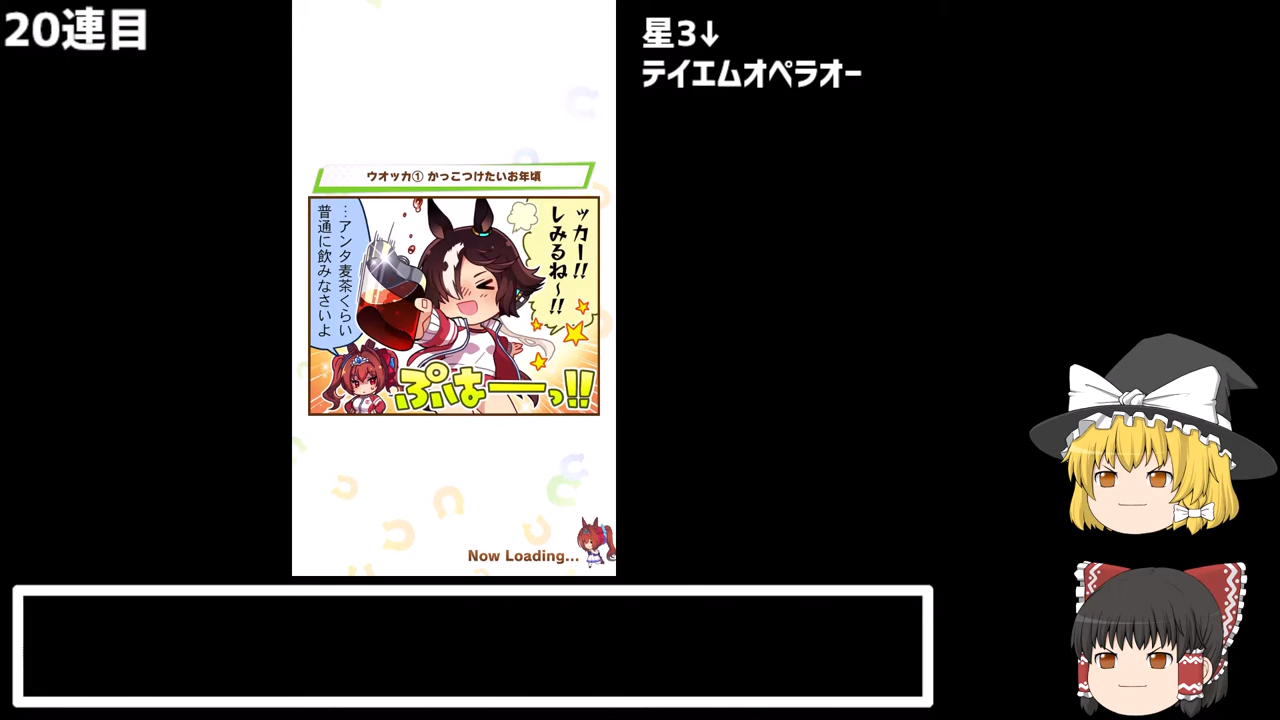 20連目
星3↓
テイエムオペラオー
ウオッカ① かっこつけたいお年頃
ッカー!!
しみるね〜!!
…アンタ麦茶くらい
普通に飲みなさいよ
ぷはーっ!!
Now Loading...